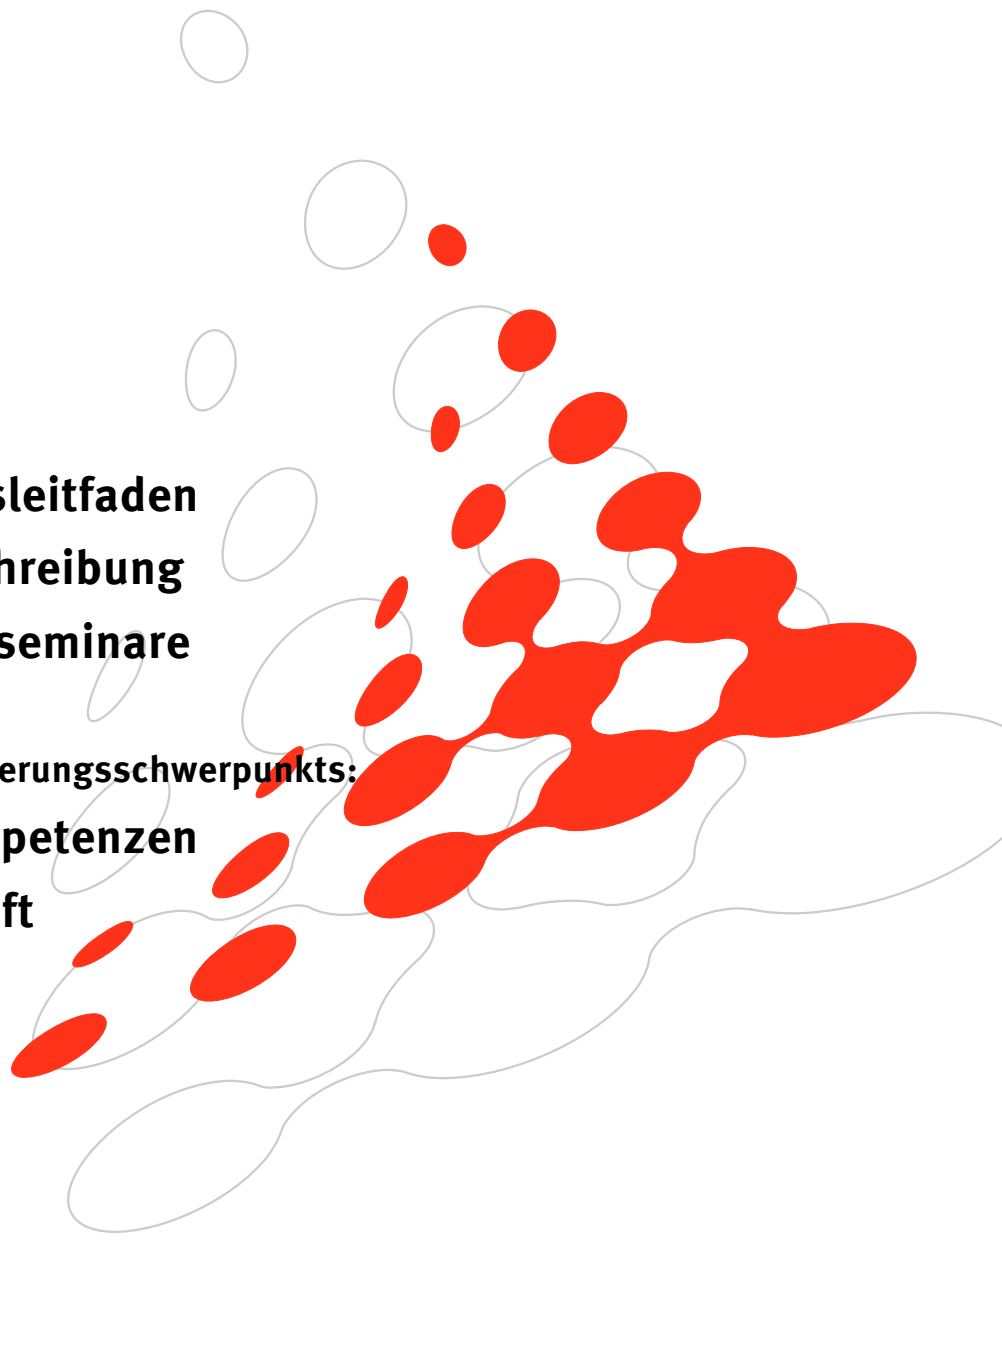 sleitfaden
hreibung
seminare
erungsschwerpunkts:
petenzen
ft